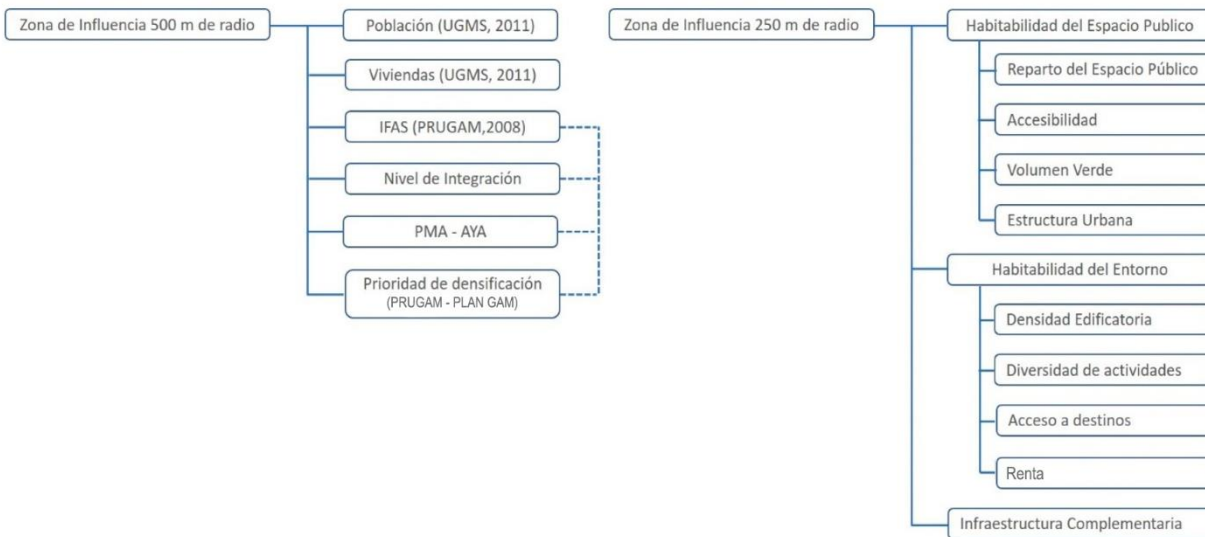 Zona de Influencia 500 m de radio
Población (UGMS, 2011)
Viviendas (UGMS, 2011)
IFAS (PRUGAM,2008)
Nivel de Integración
PMA - AYA
Prioridad de densificación
(PRUGAM - PLAN GAM)
Zona de Influencia 250 m de radio
Habitabilidad del Espacio Publico
Reparto del Espacio Público
Accesibilidad
Volumen Verde
Estructura Urbana
Habitabilidad del Entorno
Densidad Edificatoria
Diversidad de actividades
Acceso a destinos
Renta
Infraestructura Complementaria